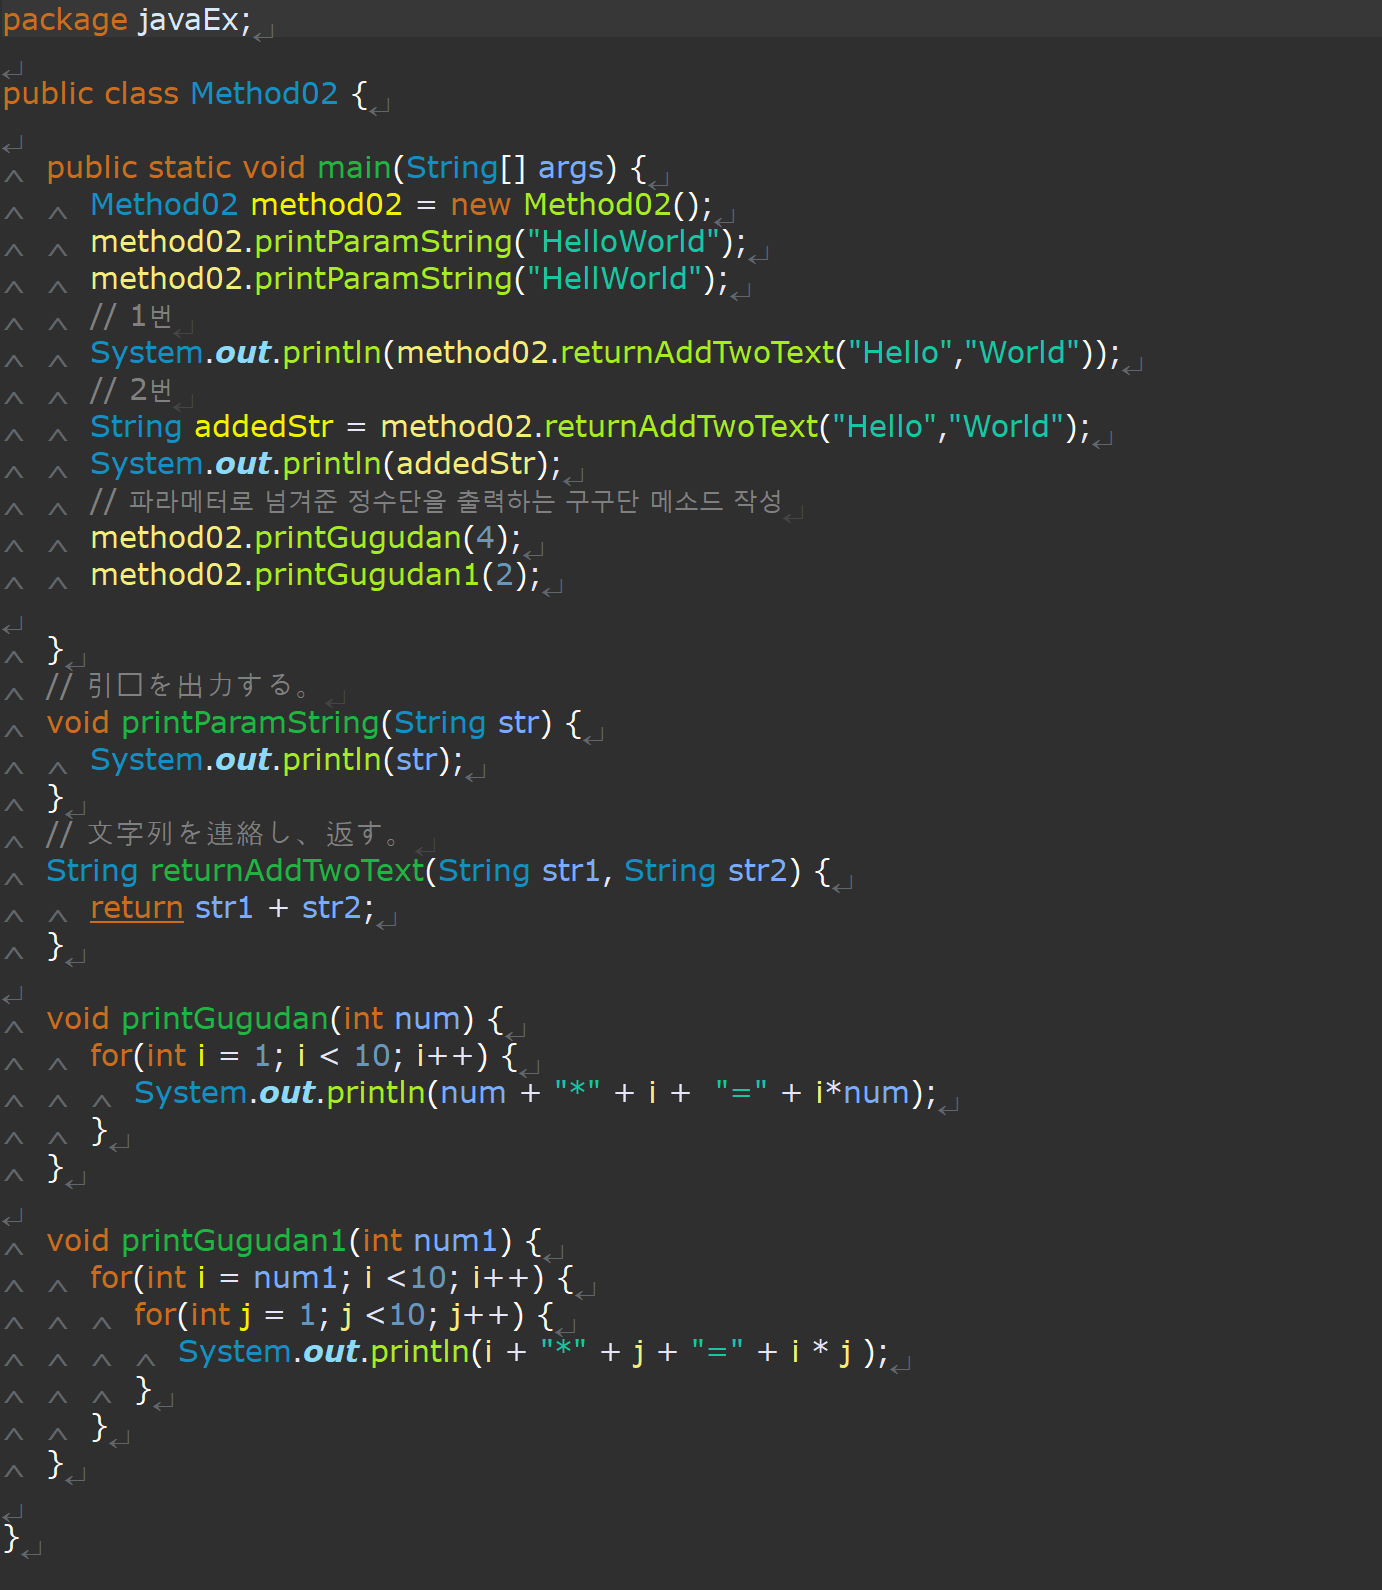 package javaEx;
public class Method02 {
public static void main(String[] args) {
Method02 method02 = new Method02();
method02.printParamString("HelloWorld");
method02.printParamString("HellWorld");
// 1번
System.out.println(method02.returnAddTwoText("Hello","World"));
// 2번
String addedStr = method02.returnAddTwoText("Hello","World");
System.out.println(addedStr);
// 파라메터로 넘겨준 정수단을 출력하는 구구단 메소드 작성
method02.printGugudan(4);
method02.printGugudan1(2);
}
// 引□を出力する。
void printParamString(String str) {
System.out.println(str);
}
// 文字列を連絡し、返す。
String returnAddTwoText(String str1, String str2) {
return str1 + str2;
}
void printGugudan(int num) {
for(int i = 1; i < 10; i++) {
System.out.println(num + "*" + i +  "=" + i*num);
}
}
void printGugudan1(int num1) {
for(int i = num1; i <10; i++) {
for(int j = 1; j <10; j++) {
System.out.println(i + "*" + j + "=" + i * j );
}
}
}
}